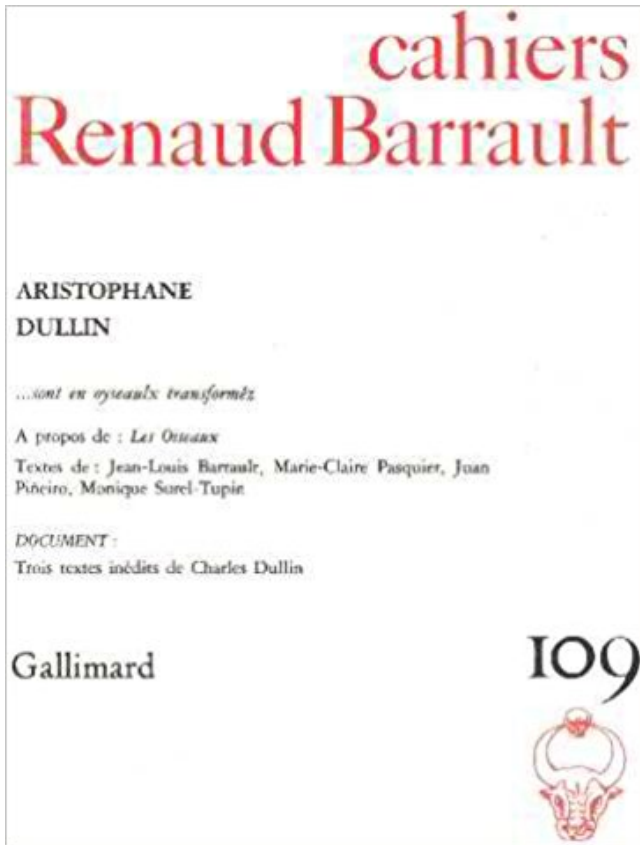 cahiers
Renaud Barrault
ARISTOPHANE
DULLIN
...sont en oyseaulx transforméz
A propos de : Les Oiseaux
Textes de : Jean-Louis Barrault, Marie-Claire Pasquier, Juan
Piñeiro, Monique Surel-Tupin
DOCUMENT :
Trois textes inédits de Charles Dullin
Gallimard
109